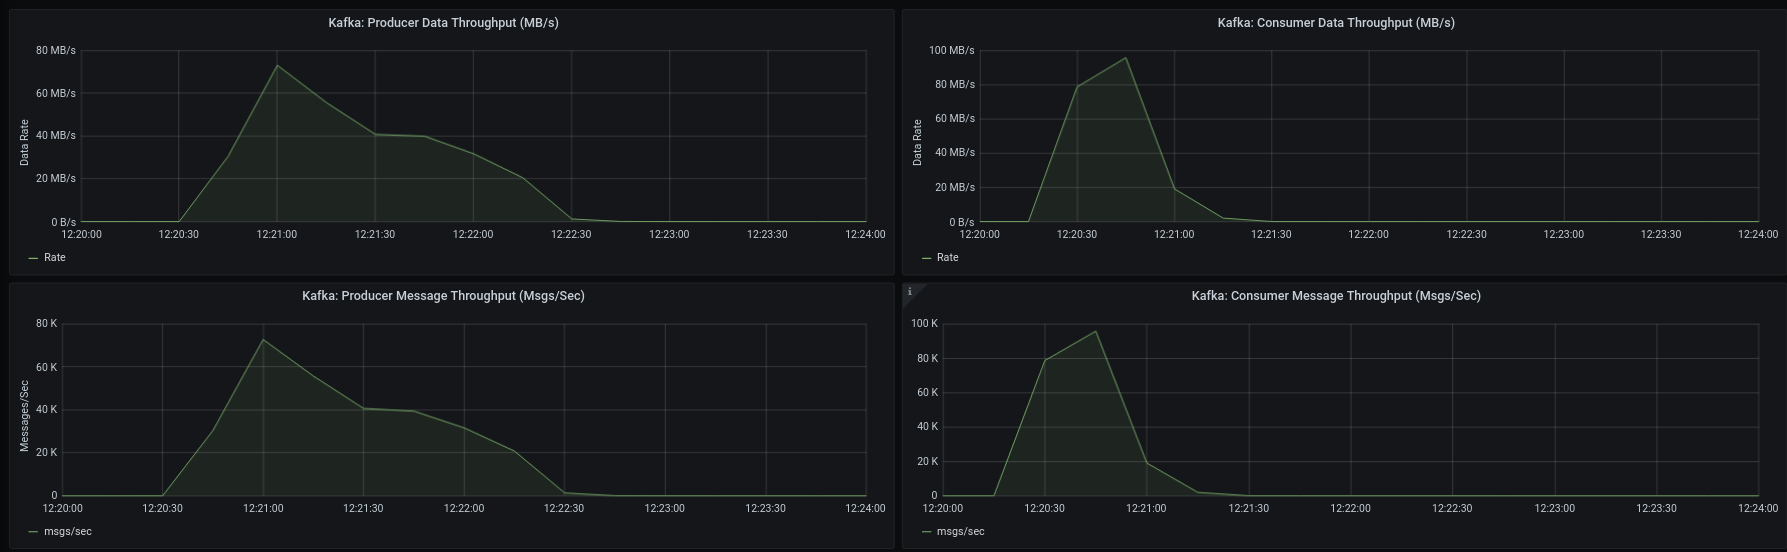 Kafka: Producer Data Throughput (MB/s)
80 MB/s
60 MB/s
40 MB/s
20 MB/s
0 B/s
Data Rate
12:20:00 12:20:30 12:21:00 12:21:30 12:22:00 12:22:30 12:23:00 12:23:30 12:24:00
Rate
Kafka: Consumer Data Throughput (MB/s)
100 MB/s
80 MB/s
60 MB/s
40 MB/s
20 MB/s
0 B/s
Data Rate
12:20:00 12:20:30 12:21:00 12:21:30 12:22:00 12:22:30 12:23:00 12:23:30 12:24:00
Rate
Kafka: Producer Message Throughput (Msgs/Sec)
80 K
60 K
40 K
20 K
0
Messages/Sec
12:20:00 12:20:30 12:21:00 12:21:30 12:22:00 12:22:30 12:23:00 12:23:30 12:24:00
msgs/sec
i
Kafka: Consumer Message Throughput (Msgs/Sec)
100 K
80 K
60 K
40 K
20 K
0
12:20:00 12:20:30 12:21:00 12:21:30 12:22:00 12:22:30 12:23:00 12:23:30 12:24:00
msgs/sec